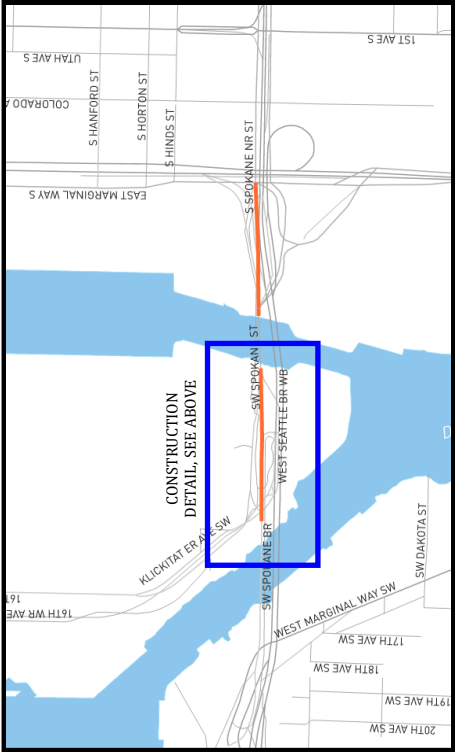 1ST AVE S
UTAH AVE S
COLORADO A
S HANFORD ST
S HORTON ST
S HINDS ST
S SPOKANE NR ST
EAST MARGINAL WAY S
SW SPOKANE ST
CONSTRUCTION
DETAIL, SEE ABOVE
WEST SEATTLE BR WB
KLICKITAT ER AVE SW
SW SPOKANE BR
D
SW DAKOTA ST
16T
16TH WR AVE
WEST MARGINAL WAY SW
17TH AVE SW
18TH AVE SW
19TH AVE SW
20TH AVE SW